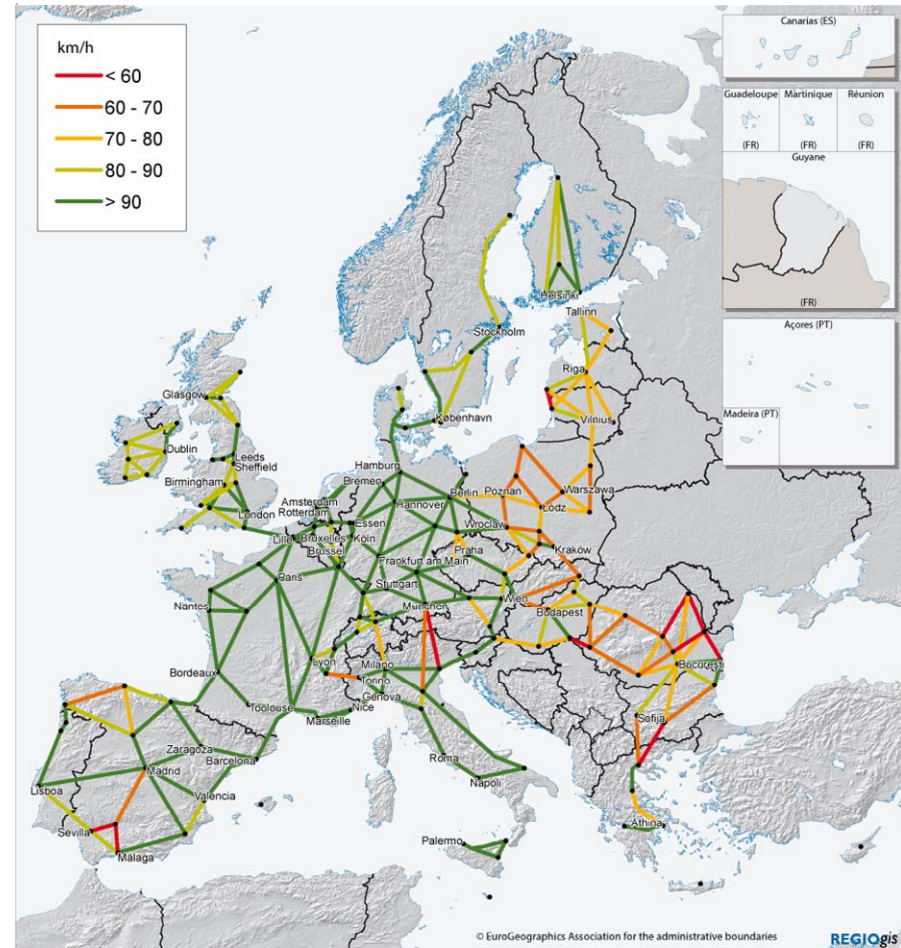 km/h
< 60
60 - 70
70 - 80
80 - 90
> 90
Canarias (ES)
Guadeloupe
Martinique
Réunion
(FR)
(FR)
(FR)
Guyane
(FR)
Açores (PT)
Madeira (PT)
Helsinki
Tallinn
Stockholm
Riga
Glasgow
København
Vilnius
Dublin
Leeds
Sheffield
Hamburg
Birmingham
Bremen
Berlin
Poznan
Warszawa
Amsterdam
Hannover
London
Rotterdam
Lódz
Essen
Wroclaw
Lille
Bruxelles
Köln
Brussel
Praha
Kraków
Frankfurt am Main
Paris
Stuttgart
Wien
Nantes
München
Budapest
Lyon
Milano
Bucuresti
Bordeaux
Torino
Genova
Toulouse
Nice
Marseille
Sofija
Zaragoza
Barcelona
Roma
Madrid
Napoli
Lisboa
Valencia
Athina
Sevilla
Palermo
Málaga
© EuroGeographics Association for the administrative boundaries
REGIOgis